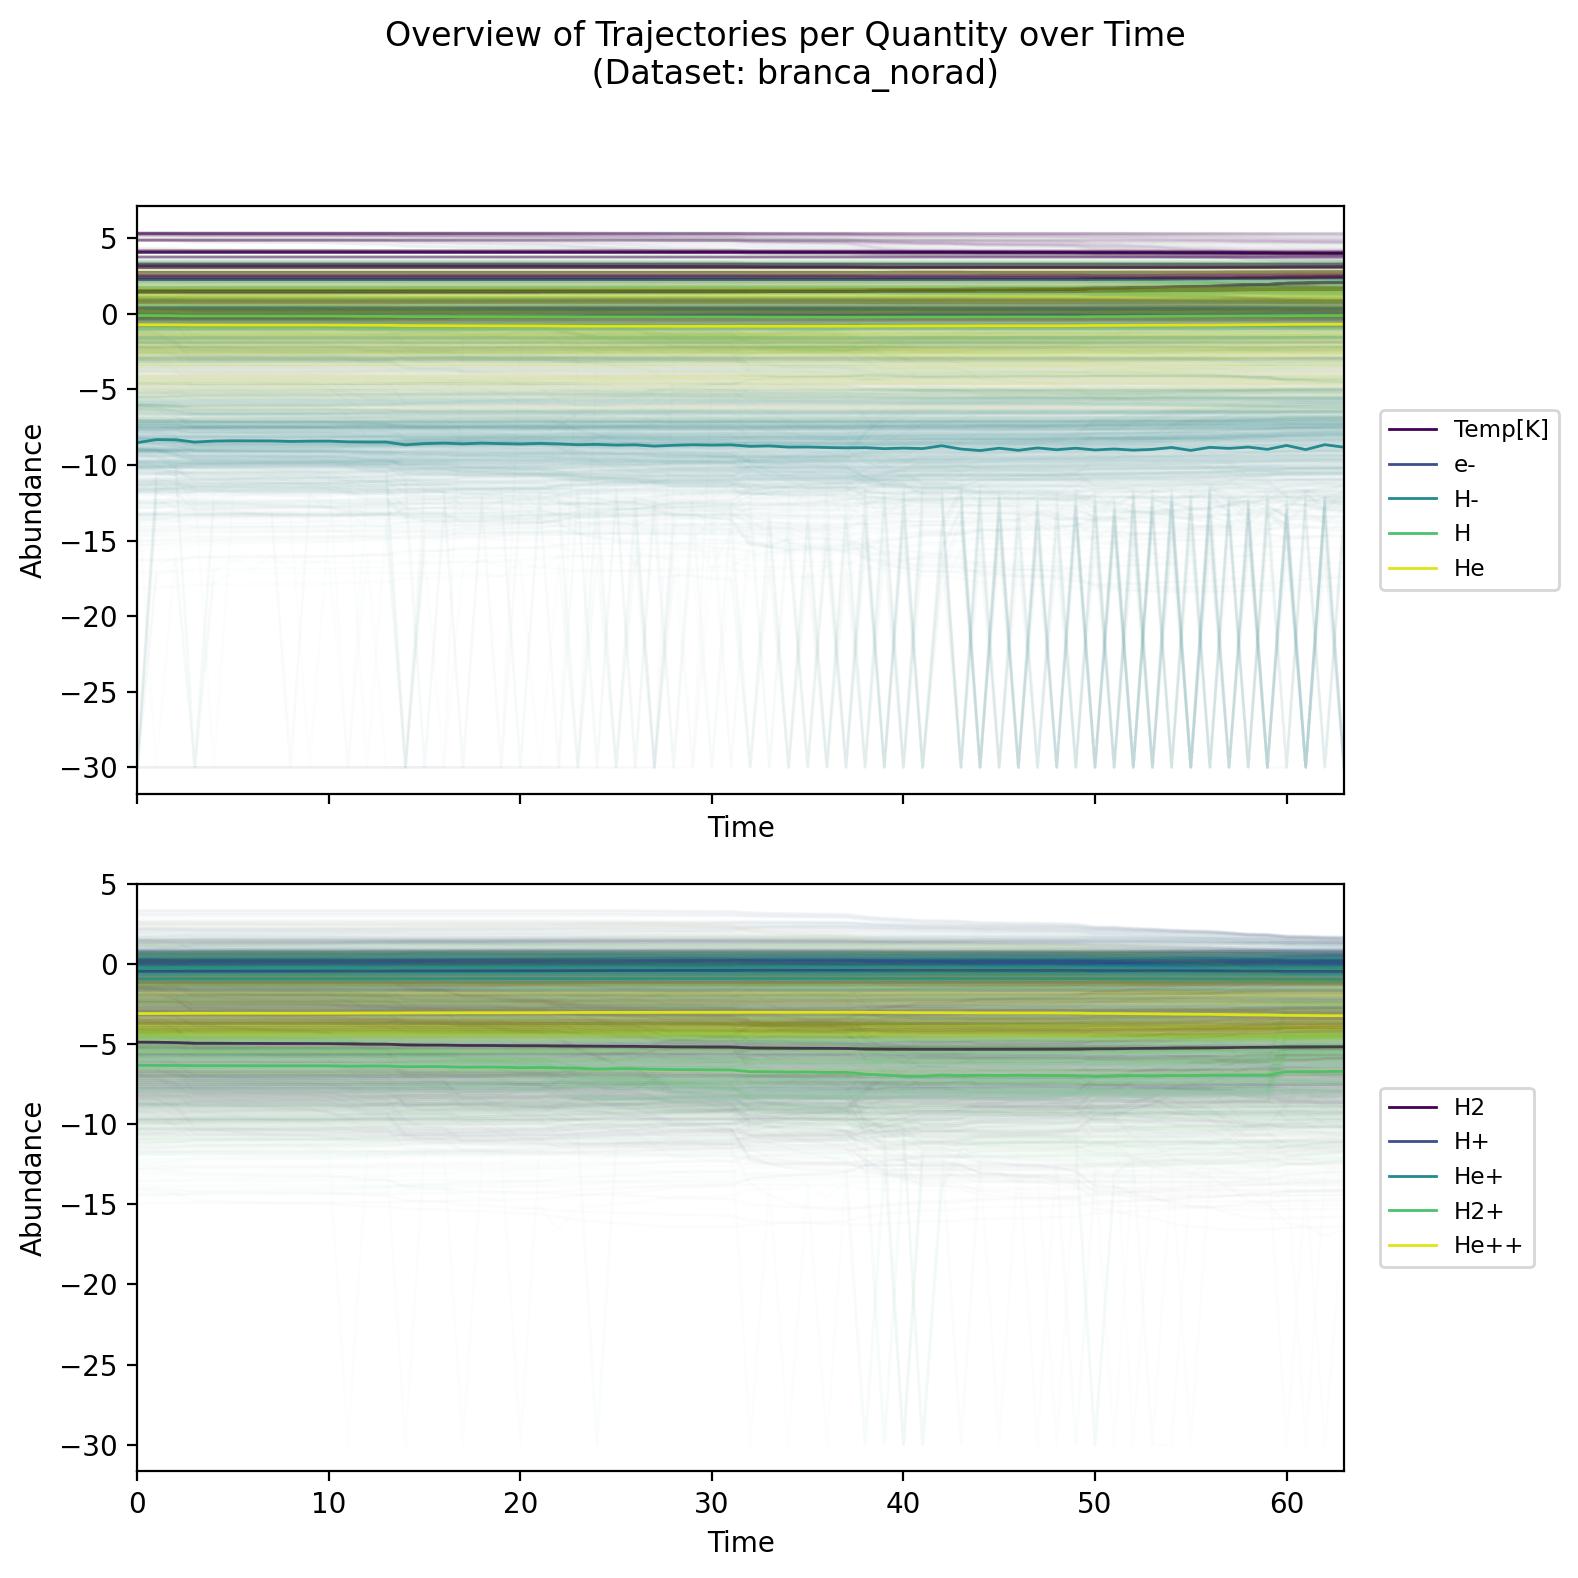 Overview of Trajectories per Quantity over Time
(Dataset: branca_norad)
Abundance
5
0
−5
−10
−15
−20
−25
−30
Time
Temp[K]
e-
H-
H
He
Abundance
5
0
−5
−10
−15
−20
−25
−30
0 10 20 30 40 50 60
Time
H2
H+
He+
H2+
He++